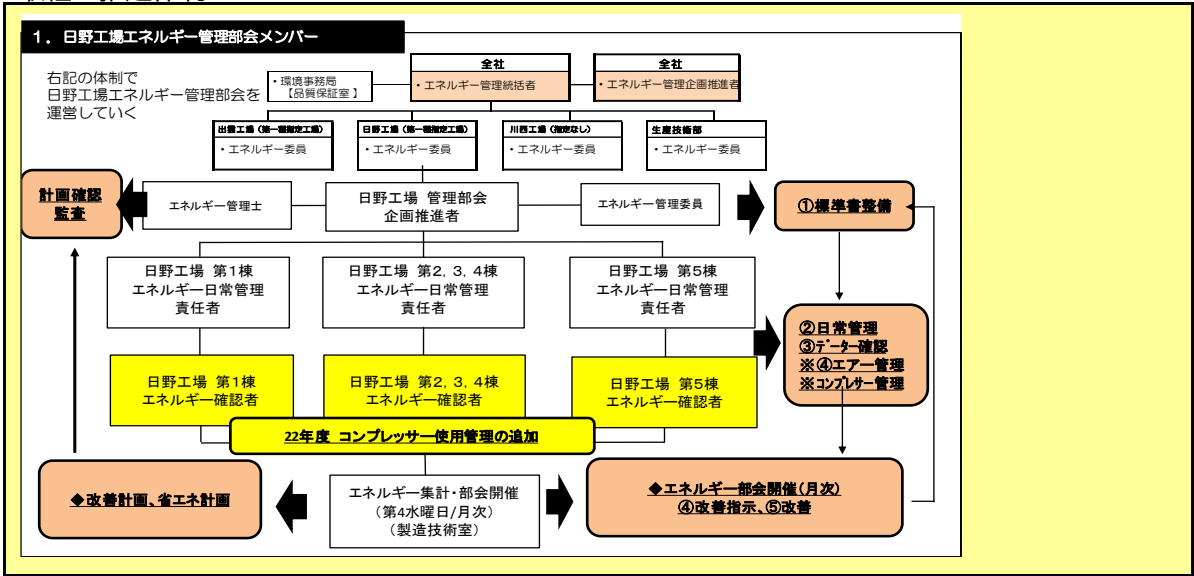 1. 日野工場エネルギー管理部会メンバー
右記の体制で
日野工場エネルギー管理部会を
運営していく
・環境事務局
【品質保証室】
全社
・エネルギー管理統括者
全社
・エネルギー管理企画推進者
出雲工場（第一種指定工場）
・エネルギー委員
日野工場（第一種指定工場）
・エネルギー委員
川西工場（指定なし）
・エネルギー委員
生産技術部
・エネルギー委員
計画確認
監査
エネルギー管理士
日野工場 管理部会
企画推進者
エネルギー管理委員
①標準書整備
日野工場 第1棟
エネルギー日常管理
責任者
日野工場 第2，3，4棟
エネルギー日常管理
責任者
日野工場 第5棟
エネルギー日常管理
責任者
②日常管理
③ﾃﾞｰﾀｰ確認
※④エアー管理
※ｺﾝﾌﾟﾚｻｰ管理
日野工場 第1棟
エネルギー確認者
日野工場 第2，3，4棟
エネルギー確認者
日野工場 第5棟
エネルギー確認者
22年度 コンプレッサー使用管理の追加
◆改善計画、省エネ計画
エネルギー集計・部会開催
（第4水曜日/月次）
（製造技術室）
◆エネルギー部会開催(月次)
④改善指示、⑤改善